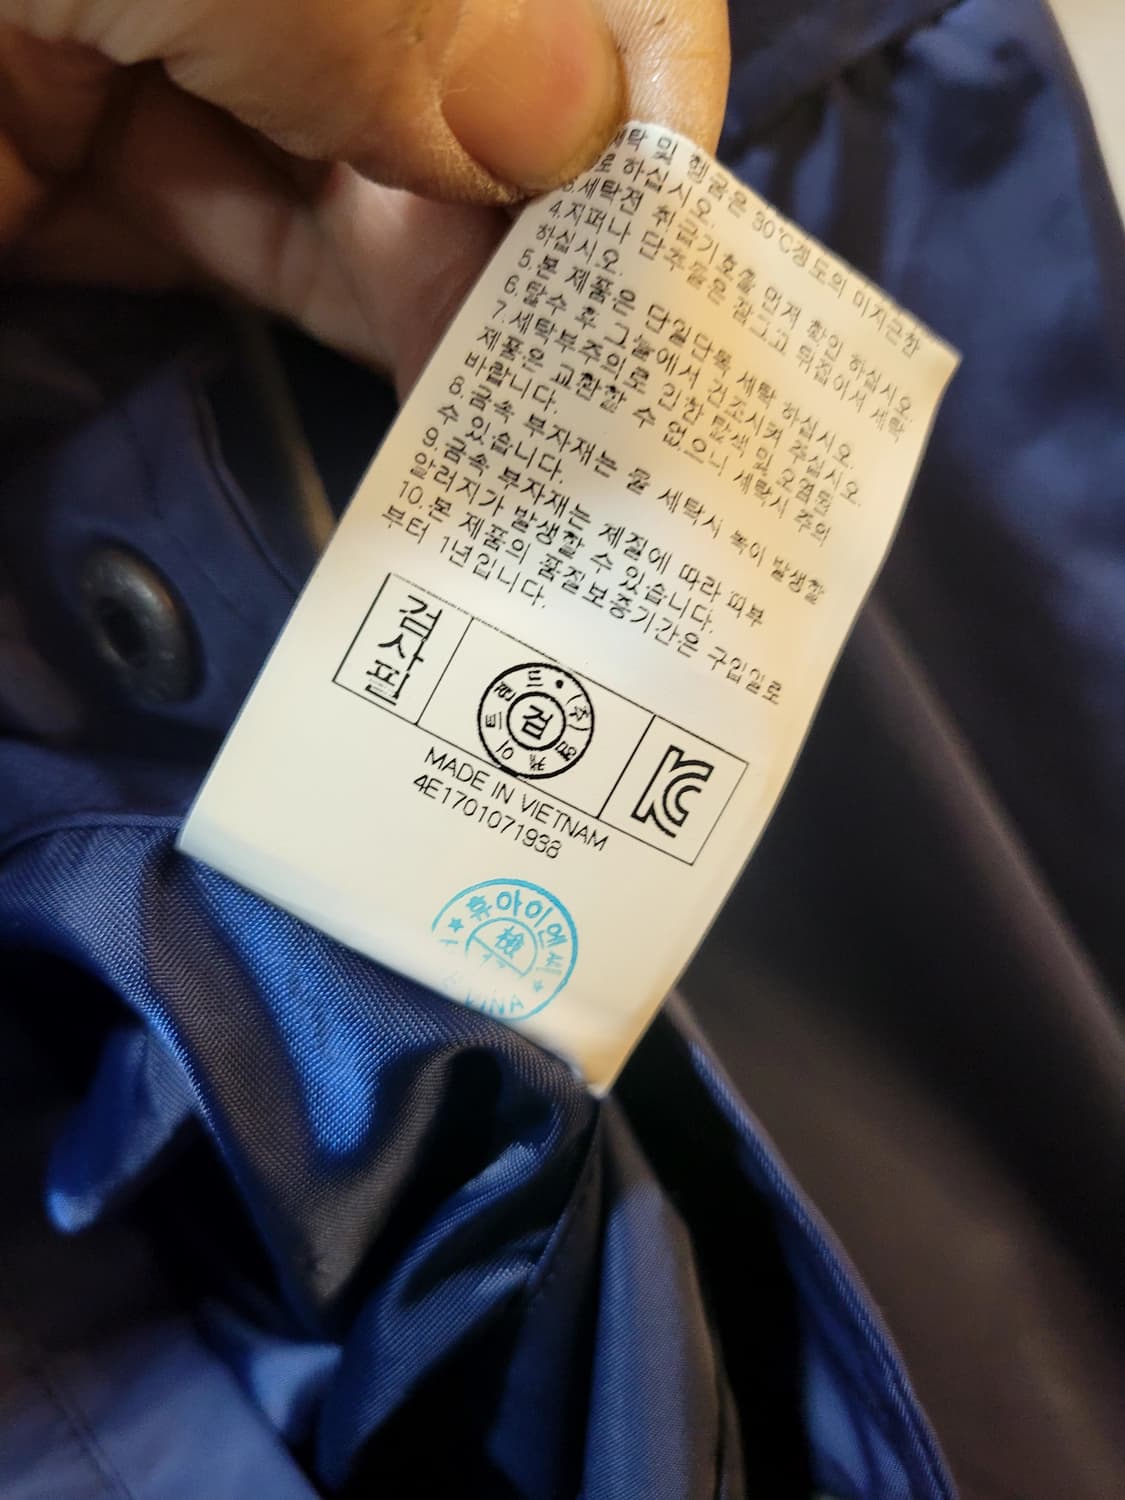 세탁 및 헹굼은 30℃정도의 미지근한
로 하십시오.
3.세탁전 취급기호를 먼저 확인 하십시오.
4.지퍼나 단추들은 잠그고 뒤집어서 세탁
하십시오.
5.본 제품은 단일단독 세탁 하십시오.
6.탈수 후 그늘에서 건조시켜 주십시오.
7.세탁부주의로 인한 탈색 및 오염된
제품은 교환할 수 없으니 세탁시 주의
바랍니다.
8.금속 부자재는 물 세탁시 녹이 발생할
수 있습니다.
9.금속 부자재는 체질에 따라 피부
알러지가 발생할 수 있습니다.
10.본 제품의 품질보증기간은 구입일로
부터 1년입니다.
검사필
검
MADE IN VIETNAM
4E1701071938
아이엔씨
檢
VINA